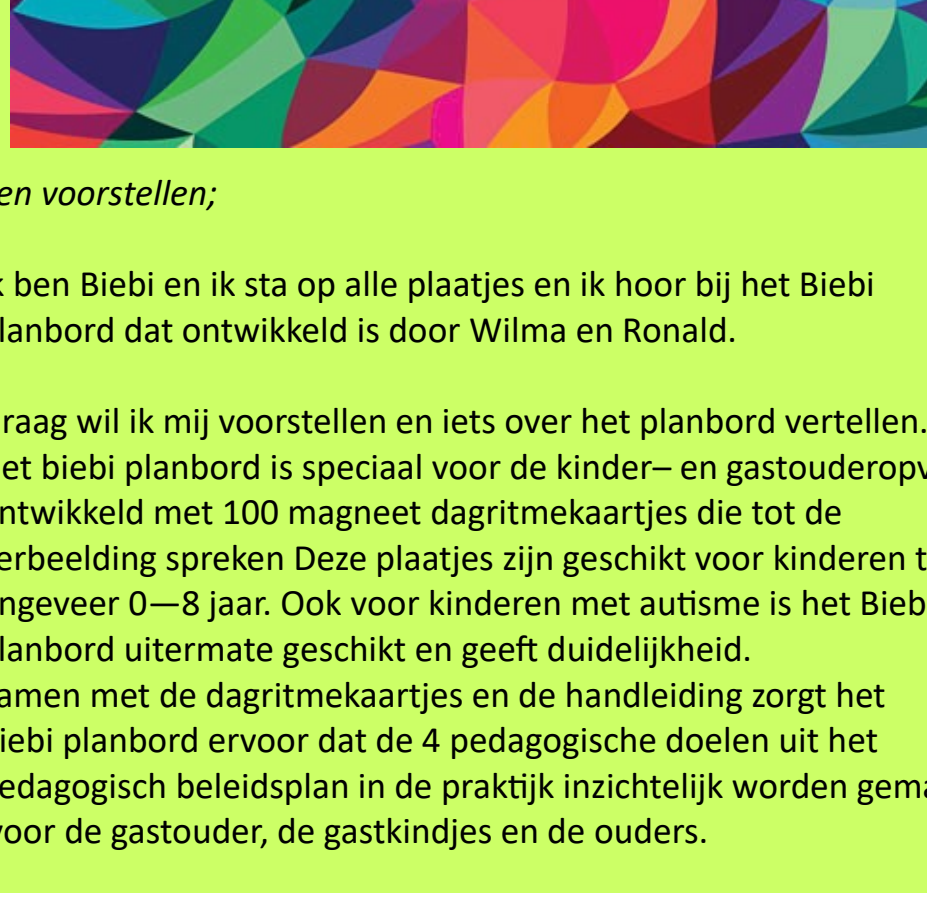 en voorstellen;
k ben Biebi en ik sta op alle plaatjes en ik hoor bij het Biebi
lanbord dat ontwikkeld is door Wilma en Ronald.
raag wil ik mij voorstellen en iets over het planbord vertellen.
et biebi planbord is speciaal voor de kinder– en gastouderopv
ntwikkeld met 100 magneet dagritmekaartjes die tot de
erbeelding spreken Deze plaatjes zijn geschikt voor kinderen t
ngeveer 0—8 jaar. Ook voor kinderen met autisme is het Bieb
lanbord uitermate geschikt en geeft duidelijkheid.
amen met de dagritmekaartjes en de handleiding zorgt het
iebi planbord ervoor dat de 4 pedagogische doelen uit het
edagogisch beleidsplan in de praktijk inzichtelijk worden gema
voor de gastouder, de gastkindjes en de ouders.